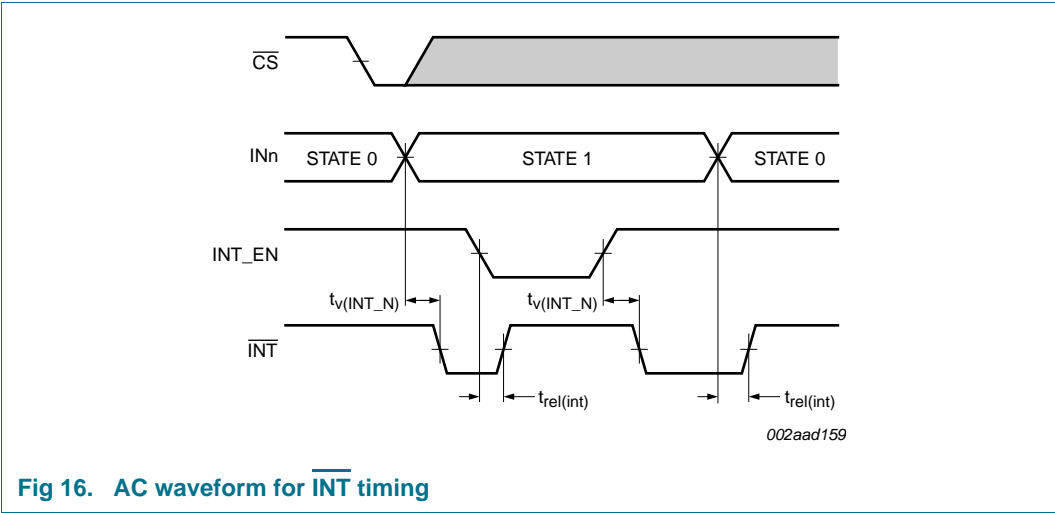 CS
INn STATE 0 STATE 1 STATE 0
INT_EN
tv(INT_N) tv(INT_N)
INT
trel(int) trel(int)
002aad159
Fig 16. AC waveform for INT timing